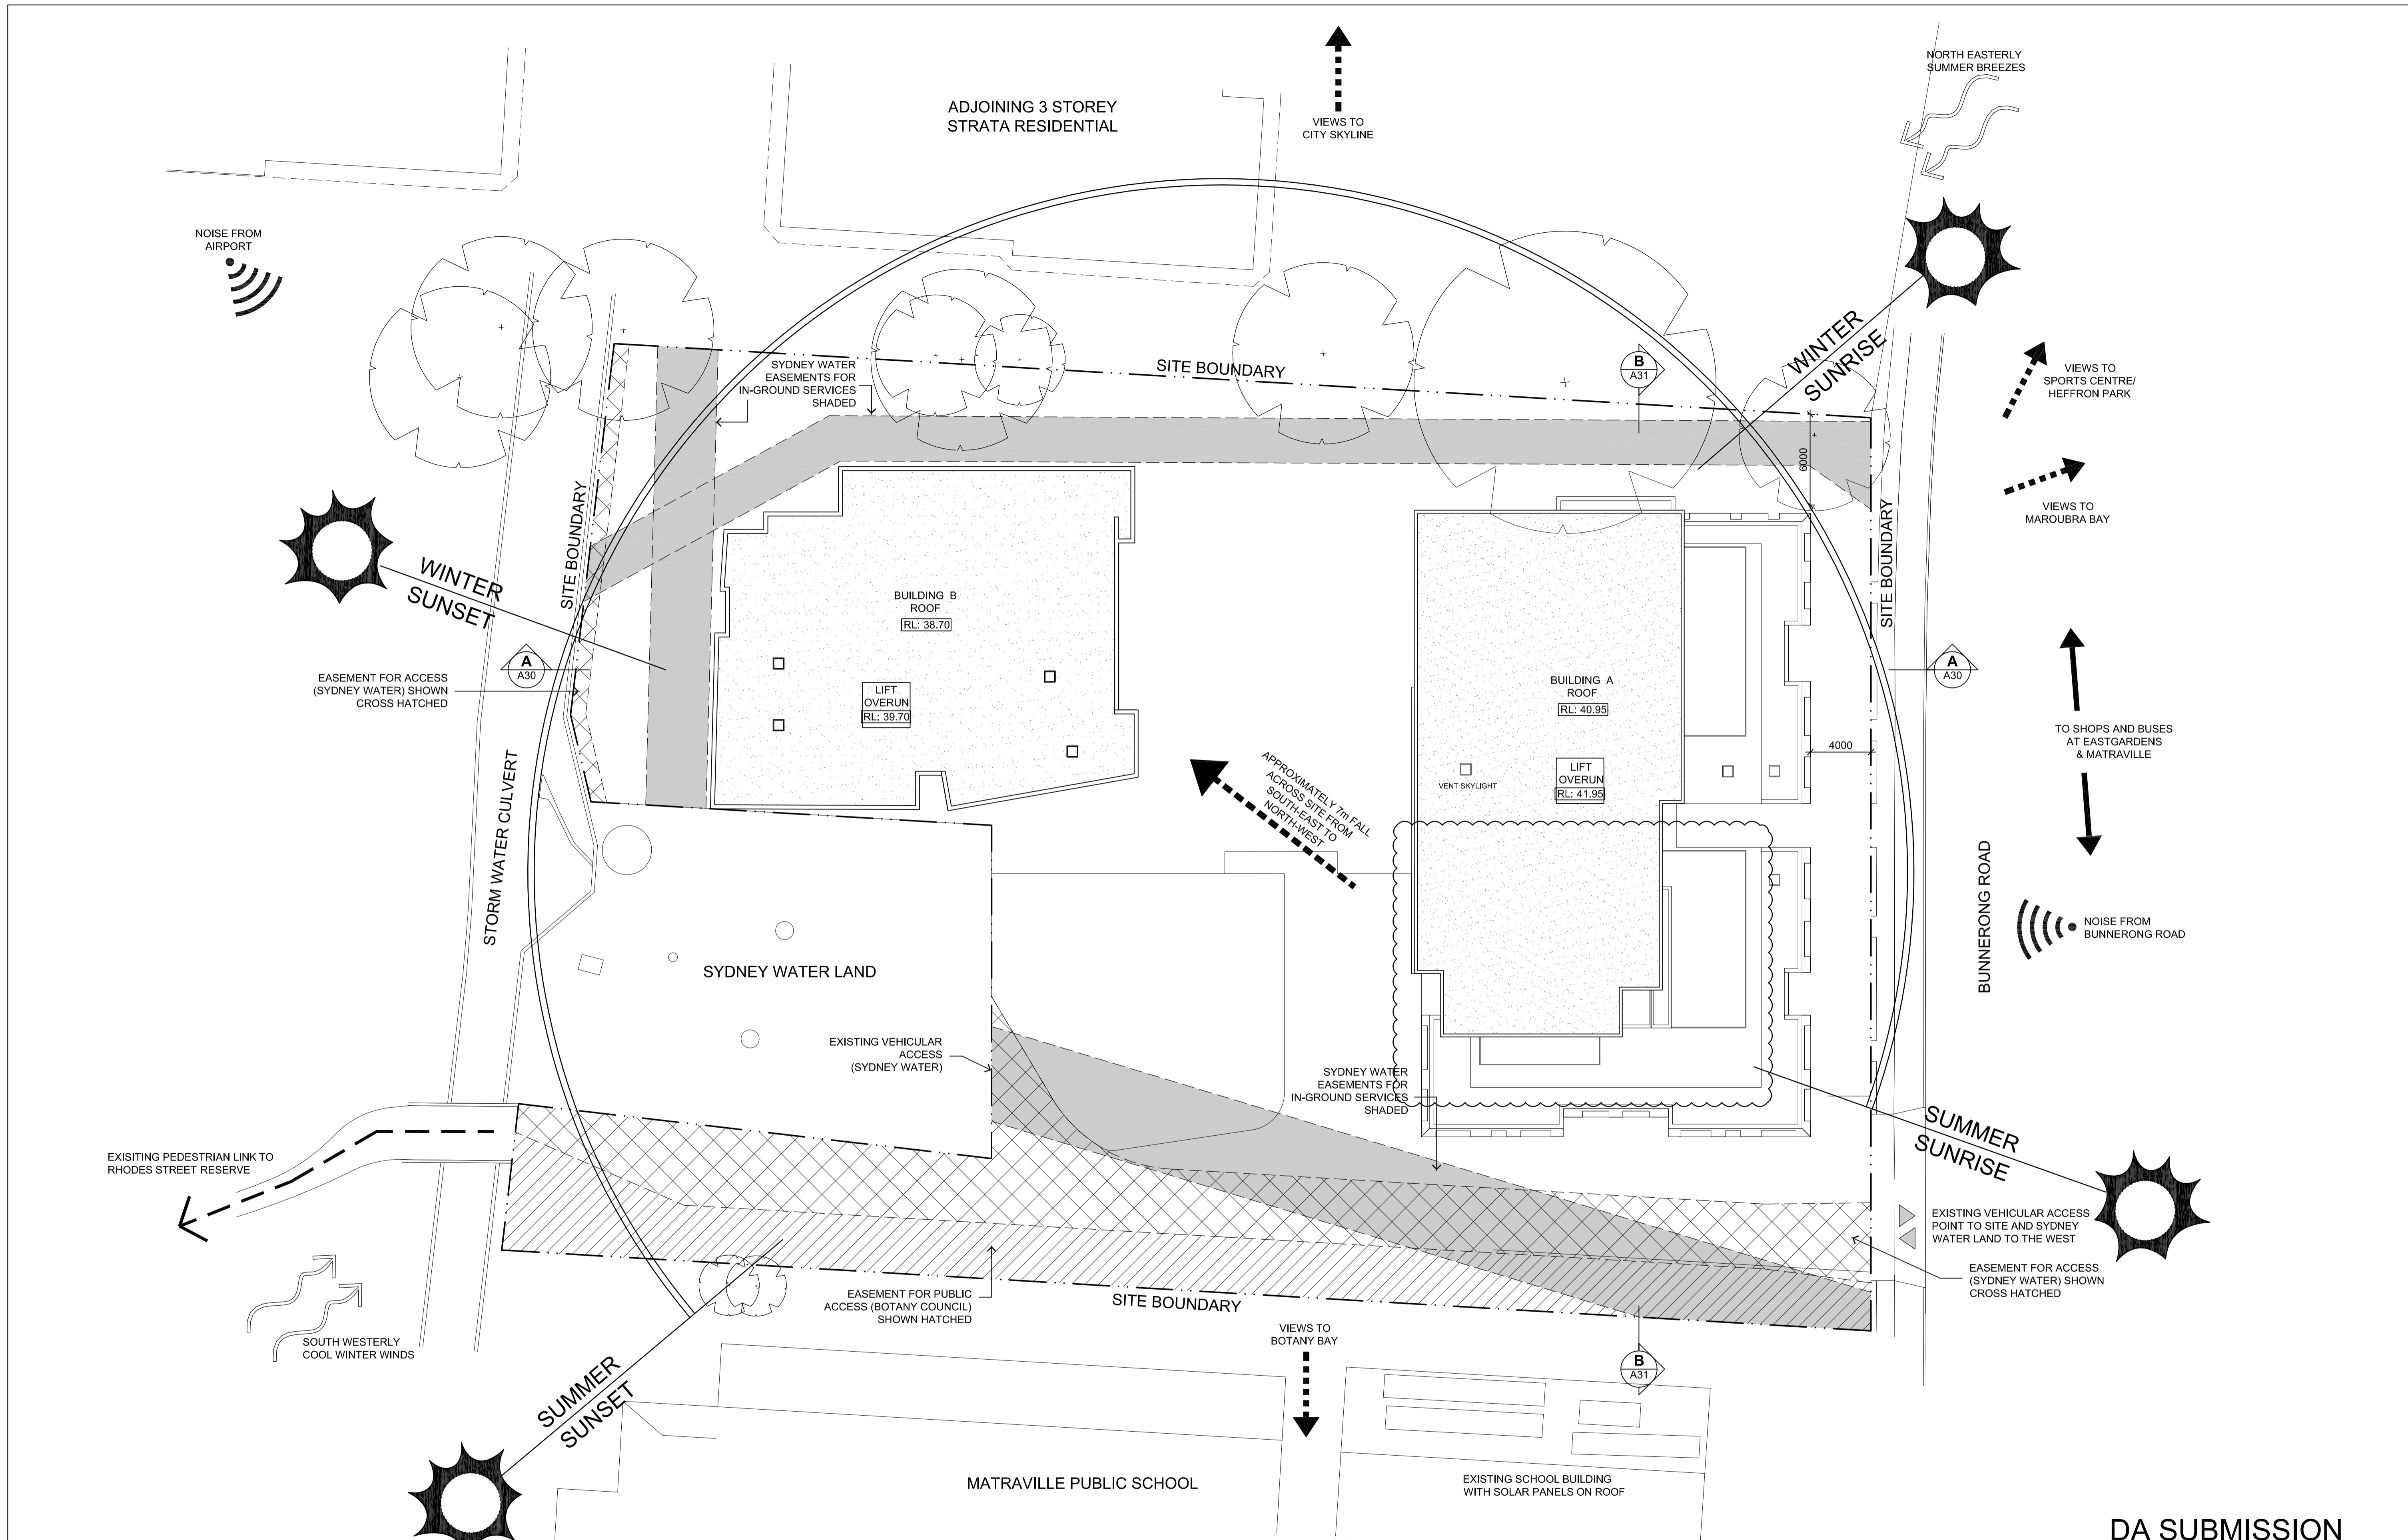 NORTH EASTERLY
SUMMER BREEZES
ADJOINING 3 STOREY
STRATA RESIDENTIAL
VIEWS TO
CITY SKYLINE
NOISE FROM
AIRPORT
WINTER
SUNRISE
SYDNEY WATER
EASEMENTS FOR
IN-GROUND SERVICES
SHADED
SITE BOUNDARY
B
A31
VIEWS TO
SPORTS CENTRE/
HEFFRON PARK
6000
VIEWS TO
MAROUBRA BAY
SITE BOUNDARY
SITE BOUNDARY
WINTER
SUNSET
BUILDING B
ROOF
RL: 38.70
A
A30
EASEMENT FOR ACCESS
(SYDNEY WATER) SHOWN
CROSS HATCHED
LIFT
OVERUN
RL: 39.70
BUILDING A
ROOF
RL: 40.95
A
A30
TO SHOPS AND BUSES
AT EASTGARDENS
& MATRAVILLE
4000
APPROXIMATELY 7m FALL
ACROSS SITE FROM
SOUTH-EAST TO
NORTH-WEST
VENT SKYLIGHT
LIFT
OVERUN
RL: 41.95
STORM WATER CULVERT
BUNNERONG ROAD
NOISE FROM
BUNNERONG ROAD
SYDNEY WATER LAND
EXISTING VEHICULAR
ACCESS
(SYDNEY WATER)
SYDNEY WATER
EASEMENTS FOR
IN-GROUND SERVICES
SHADED
SUMMER
SUNRISE
EXISITING PEDESTRIAN LINK TO
RHODES STREET RESERVE
EXISTING VEHICULAR ACCESS
POINT TO SITE AND SYDNEY
WATER LAND TO THE WEST
EASEMENT FOR ACCESS
(SYDNEY WATER) SHOWN
CROSS HATCHED
EASEMENT FOR PUBLIC
ACCESS (BOTANY COUNCIL)
SHOWN HATCHED
SITE BOUNDARY
SOUTH WESTERLY
COOL WINTER WINDS
VIEWS TO
BOTANY BAY
B
A31
SUMMER
SUNSET
MATRAVILLE PUBLIC SCHOOL
EXISTING SCHOOL BUILDING
WITH SOLAR PANELS ON ROOF
DA SUBMISSION